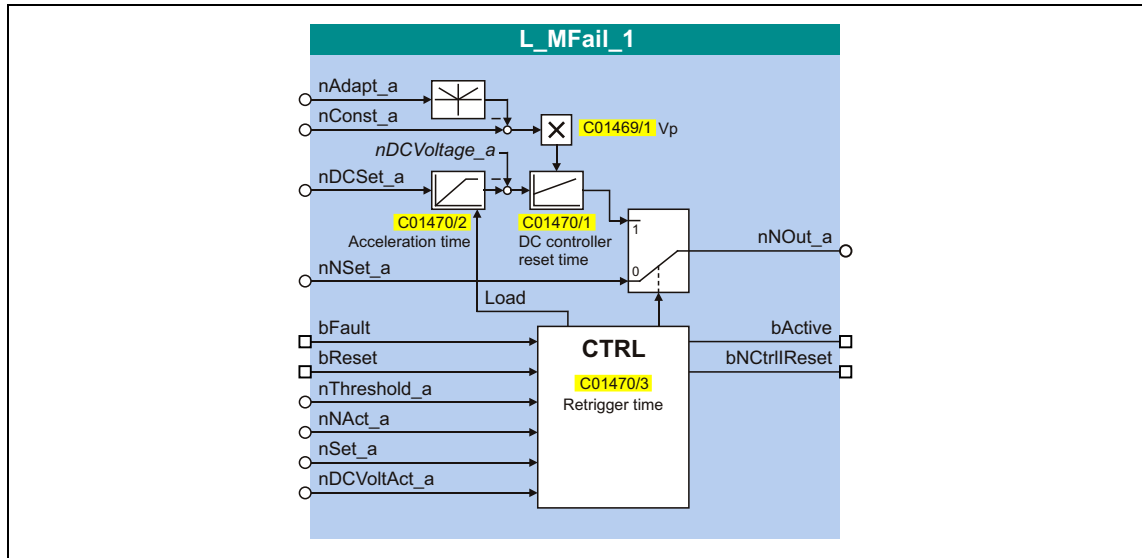 L_MFail_1
nAdapt_a
nConst_a
C01469/1 Vp
nDCVoltage_a
nDCSet_a
C01470/2
Acceleration time
C01470/1
DC controller
reset time
1
nNOut_a
nNSet_a
0
Load
bFault
bActive
CTRL
bReset
bNCtrlIReset
C01470/3
Retrigger time
nThreshold_a
nNAct_a
nSet_a
nDCVoltAct_a